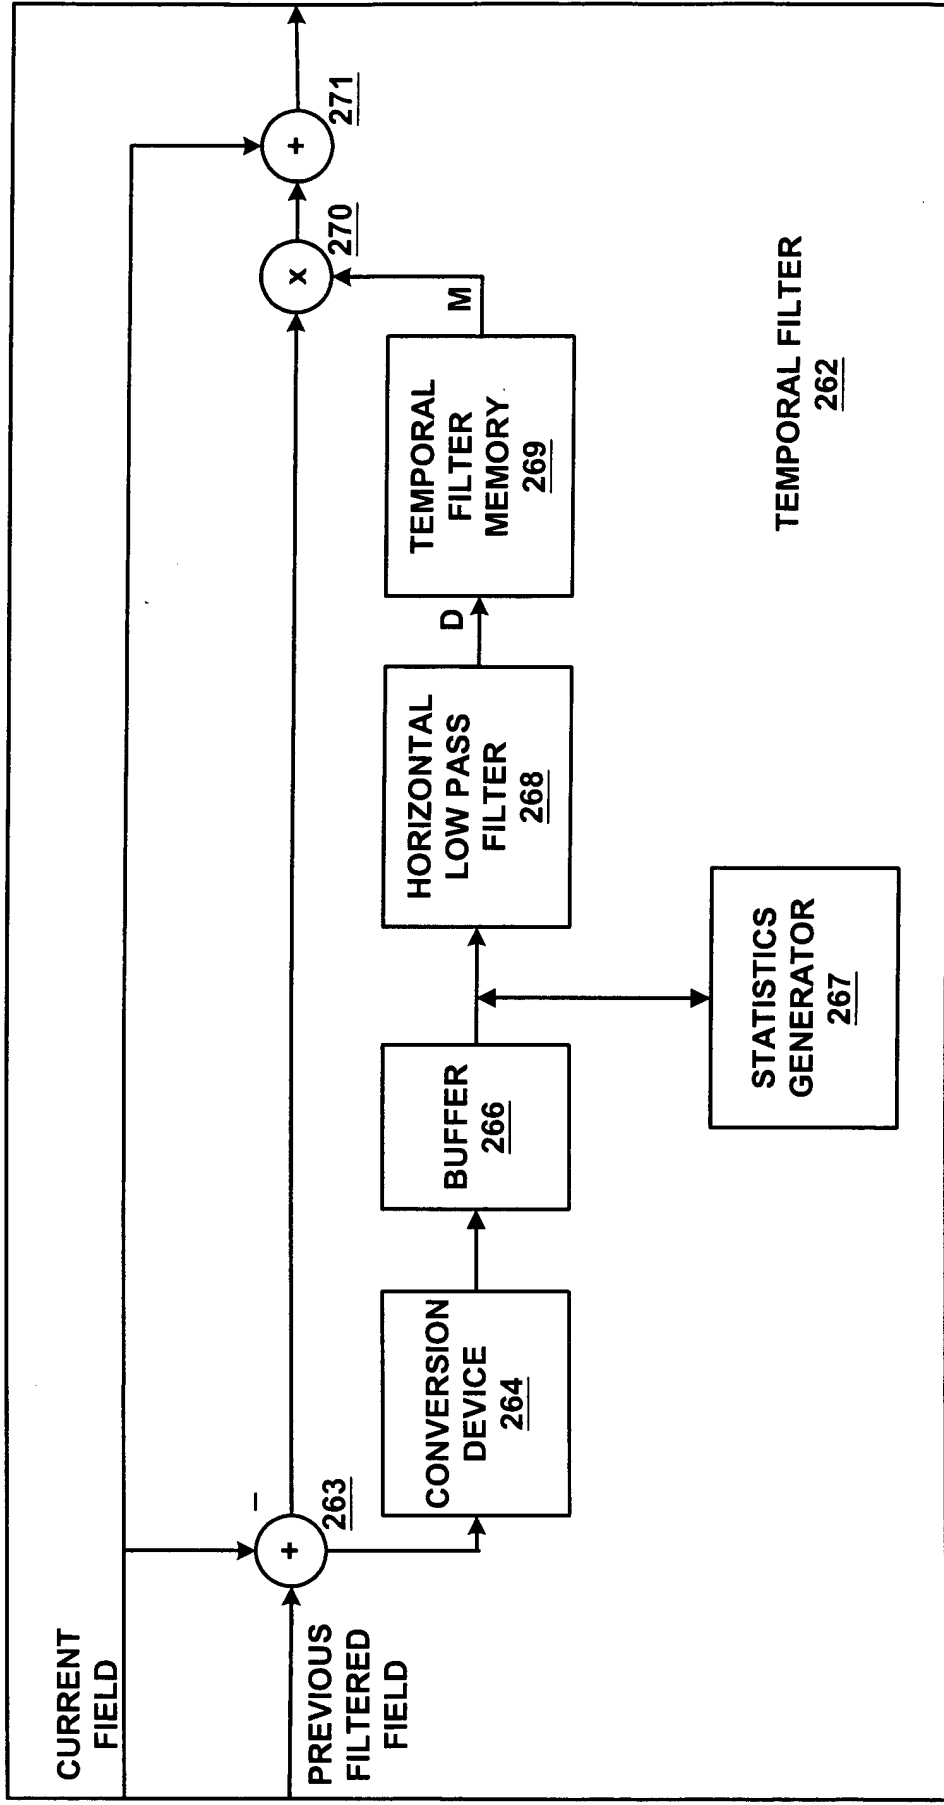 CURRENT
FIELD
PREVIOUS
FILTERED
FIELD
–
+
263
CONVERSION
DEVICE
264
BUFFER
266
STATISTICS
GENERATOR
267
HORIZONTAL
LOW PASS
FILTER
268
D
TEMPORAL
FILTER
MEMORY
269
M
x
270
+
271
TEMPORAL FILTER
262